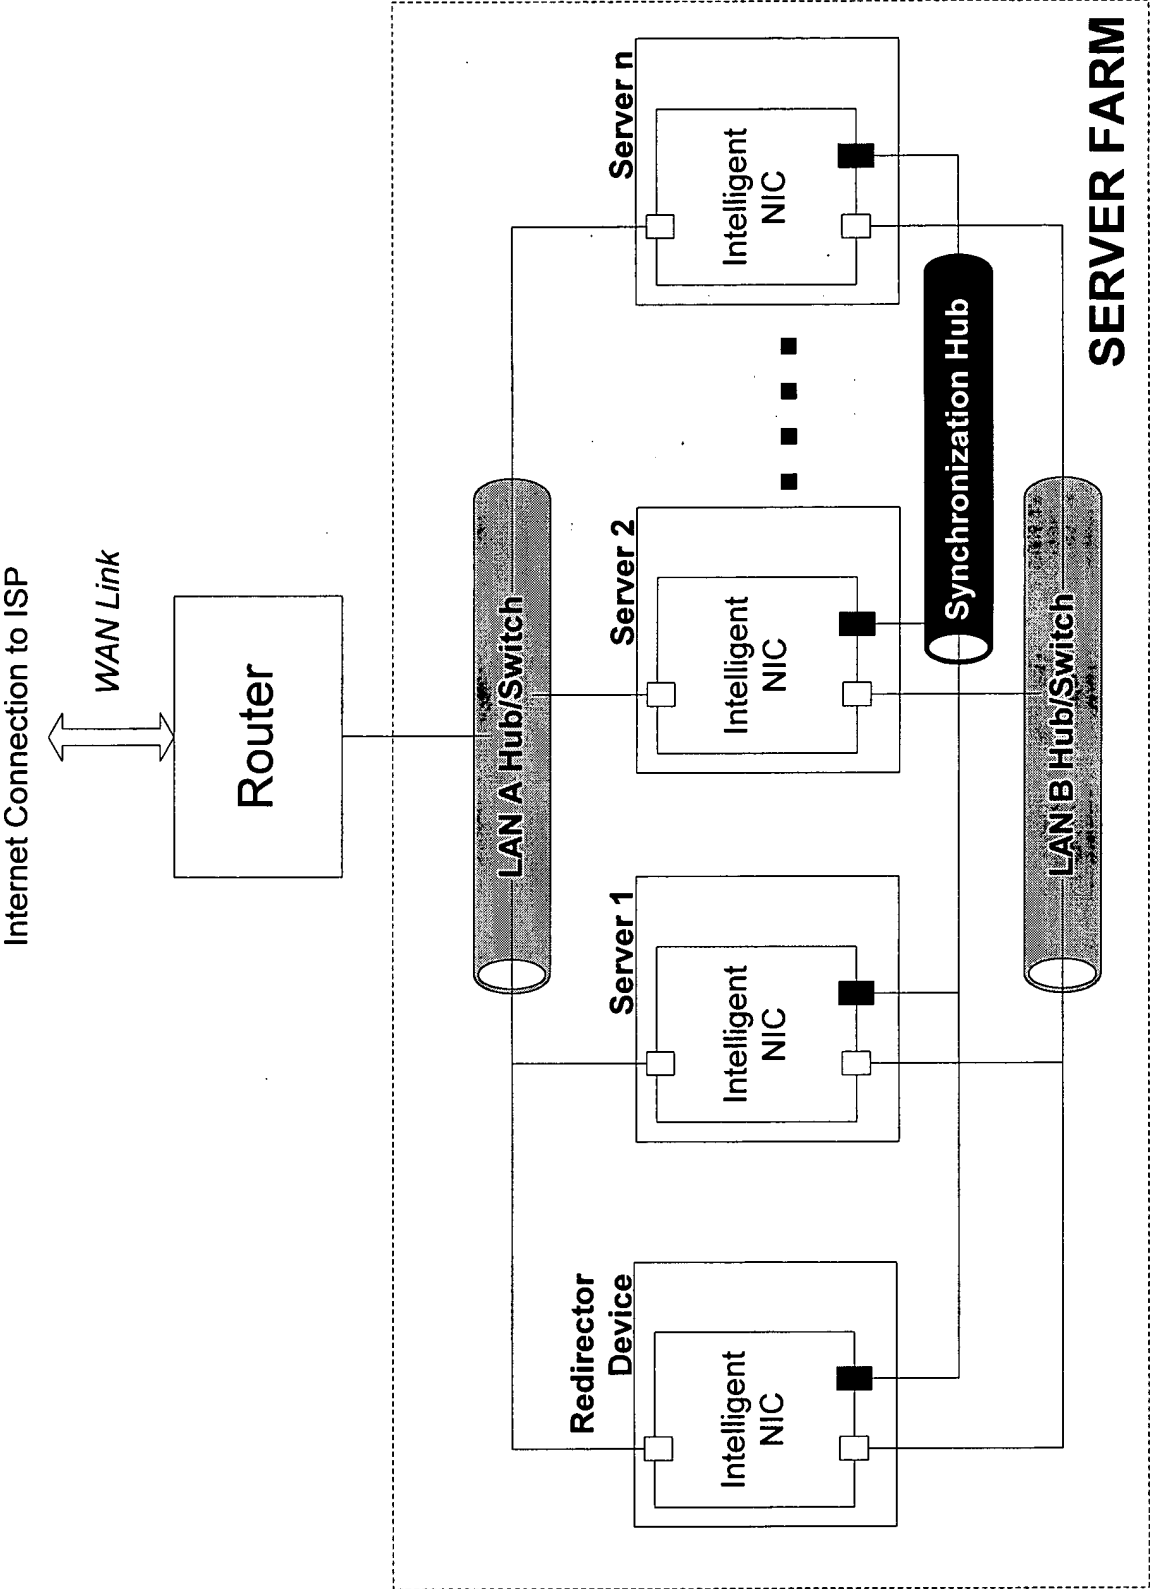 Internet Connection to ISP
WAN Link
Router
LAN A Hub/Switch
Redirector
Device
Intelligent
NIC
Server 1
Intelligent
NIC
Server 2
Intelligent
NIC
Server n
Intelligent
NIC
Synchronization Hub
LAN B Hub/Switch
SERVER FARM